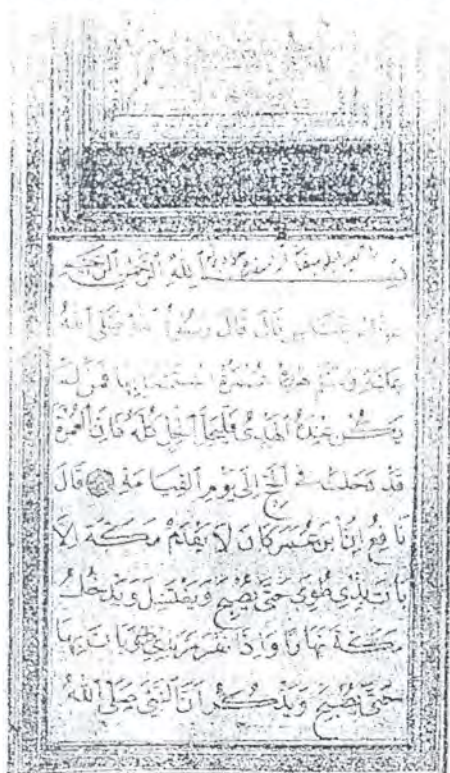 بسم الله الرحمن الرحيم
عباس قال قال رسول الله صلى الله
عليه وسلم هذه عمرة استمتعنا بها فمن لم
يكن عنده الهدي فليحل الحل كله فان العمرة
قد دخلت في الحج الى يوم القيامة قال
نافع ان ابن عمر كان لا يقدم مكة الا
بات بذي طوى حتى يصبح ويغتسل ويدخل
مكة نهارا واذا نفر مر بذي طوى بات بها
حتى يصبح ويذكر ان النبي صلى الله